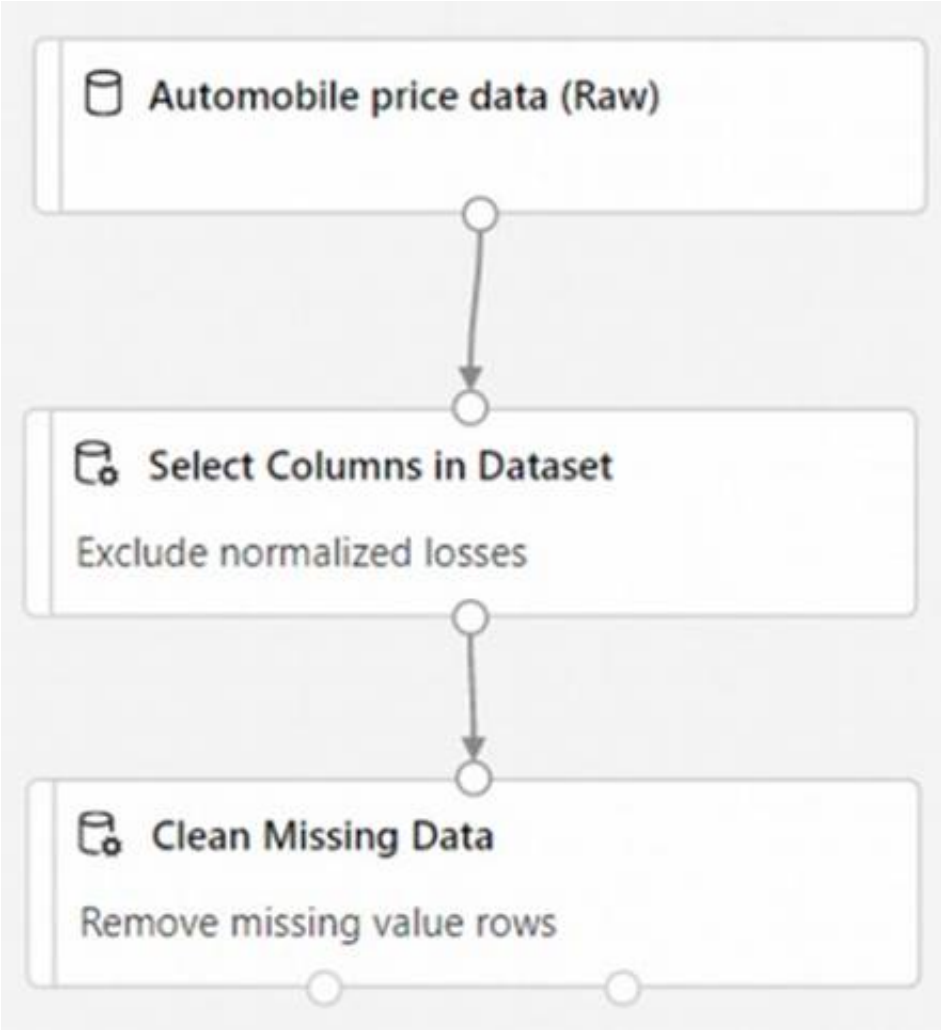 Automobile price data (Raw)
Select Columns in Dataset
Exclude normalized losses
Clean Missing Data
Remove missing value rows